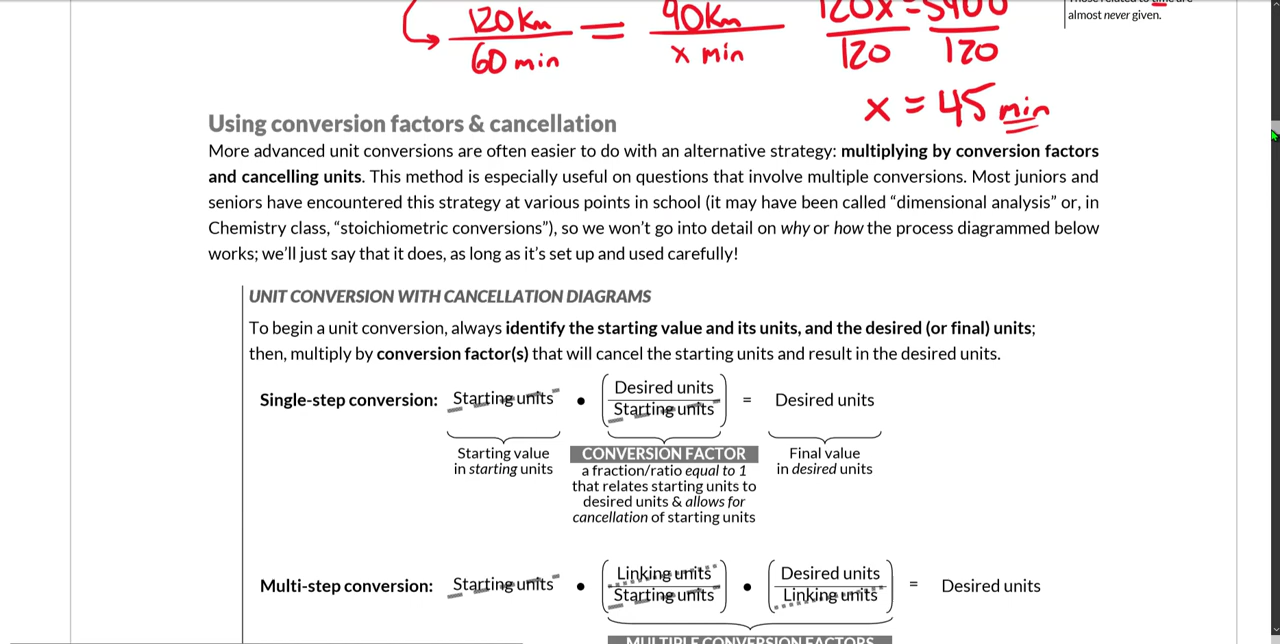 120 Km = 90 Km 120x = 5400
60 min x min 120 120
almost never given.
x = 45 min
Using conversion factors & cancellation
More advanced unit conversions are often easier to do with an alternative strategy: multiplying by conversion factors
and cancelling units. This method is especially useful on questions that involve multiple conversions. Most juniors and
seniors have encountered this strategy at various points in school (it may have been called “dimensional analysis” or, in
Chemistry class, “stoichiometric conversions”), so we won’t go into detail on why or how the process diagrammed below
works; we’ll just say that it does, as long as it’s set up and used carefully!
UNIT CONVERSION WITH CANCELLATION DIAGRAMS
To begin a unit conversion, always identify the starting value and its units, and the desired (or final) units;
then, multiply by conversion factor(s) that will cancel the starting units and result in the desired units.
Single-step conversion: Starting units • (Desired units
Starting units) = Desired units
Starting value
in starting units
CONVERSION FACTOR
a fraction/ratio equal to 1
that relates starting units to
desired units & allows for
cancellation of starting units
Final value
in desired units
Multi-step conversion: Starting units • (Linking units
Starting units) • (Desired units
Linking units) = Desired units
MULTIPLE CONVERSION FACTORS